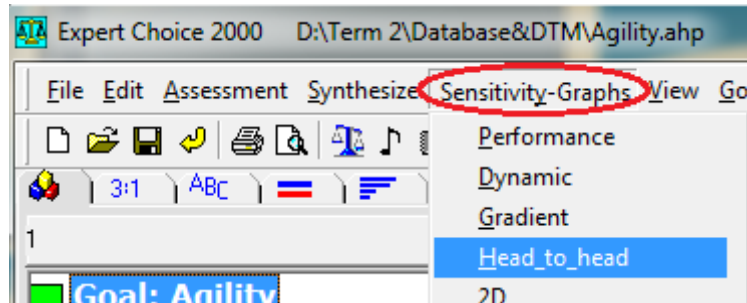 Expert Choice 2000 D:\Term 2\Database&DTM\Agility.ahp
File Edit Assessment Synthesize Sensitivity-Graphs View Go
Performance
3:1 ABC Dynamic
Gradient
1
Head_to_head
Goal: Agility 2D